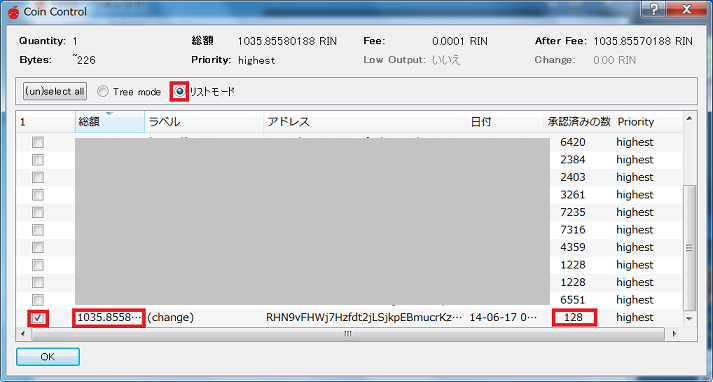 Coin Control
Quantity: 1 総額 1035.85580188 RIN Fee: 0.0001 RIN After Fee: 1035.85570188 RIN
Bytes: ~226 Priority: highest Low Output: いいえ Change: 0.00 RIN
(un)select all Tree mode リストモード
1 総額 ラベル アドレス 日付 承認済みの数 Priority
6420 highest
2384 highest
2403 highest
3261 highest
7235 highest
7316 highest
4359 highest
1228 highest
1228 highest
6551 highest
1035.8558… (change) RHN9vFHWj7Hzfdt2jLSjkpEBmucrKz… 14-06-17 0… 128 highest
OK